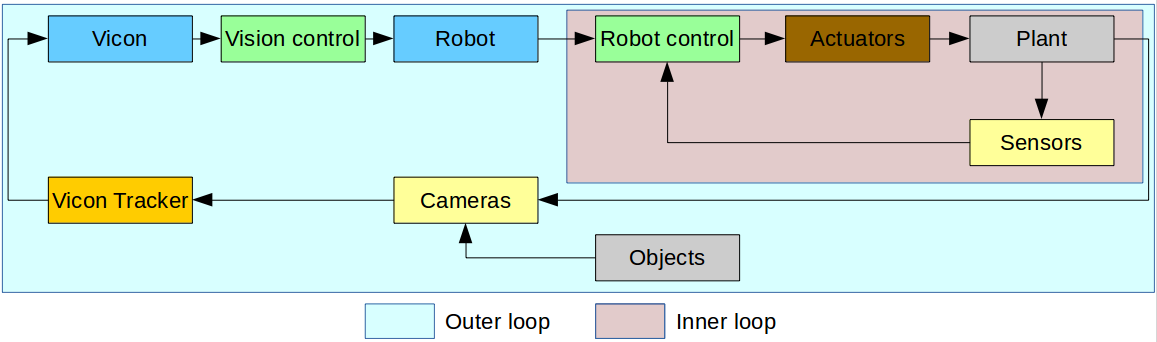 Vicon
Vision control
Robot
Robot control
Actuators
Plant
Sensors
Vicon Tracker
Cameras
Objects
Outer loop
Inner loop